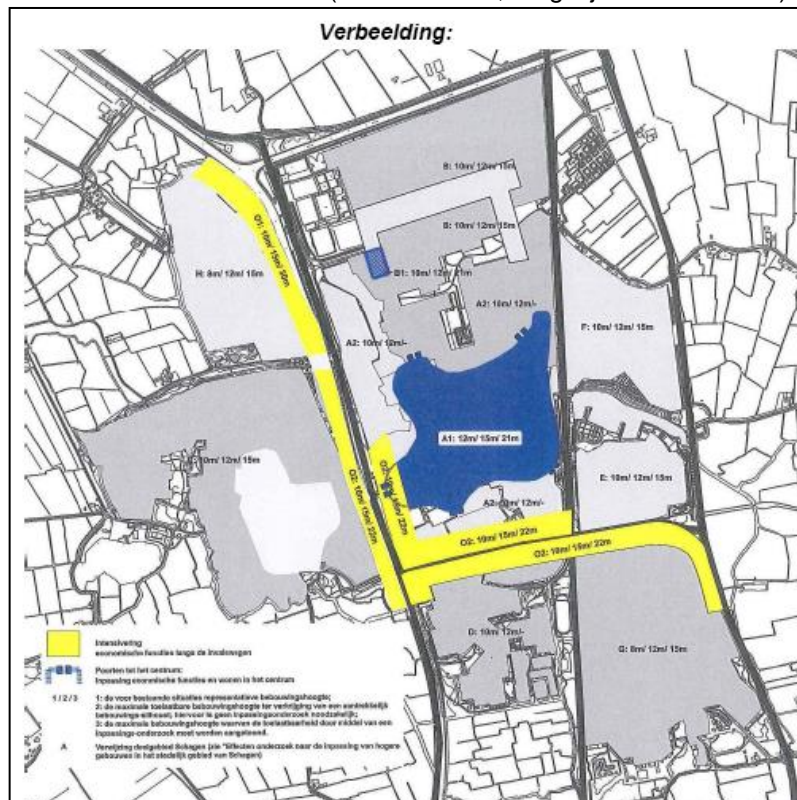 Verbeelding:
B: 10m/ 12m/ 15m
B: 10m/ 12m/ 15m
O1: 10m/ 15m/
B1: 10m/ 12m/ 21m
H: 8m/ 12m/ 15m
A2: 10m/ 12m/-
F: 10m/ 12m/ 15m
A2: 10m/ 12m/-
A1: 12m/ 15m/ 21m
10m/ 12m/ 15m
E: 10m/ 12m/ 15m
O2: 10m/ 15m/ 22m
O2: 10m/ 15m/ 22m
A2: 10m/ 12m/-
O2: 10m/ 15m/ 22m
10m/ 15m/ 22m
D: 10m/ 12m/-
G: 8m/ 12m/ 15m
Intensivering
economische functies langs de invalswegen
Poorten tot het centrum:
Inpassing economische functies en wonen in het centrum
1 / 2 / 3 1: de voor bestaande situaties representatieve bebouwingshoogte;
2: de maximale toelaatbare bebouwingshoogte ter verkrijging van een aantrekkelijk
hiervoor is geen inpassingsonderzoek noodzakelijk;
3: de maximale bebouwingshoogte waarvan de toelaatbaarheid door middel van een
inpassings-onderzoek moet worden aangetoond.
A Verwijzing deelgebied Schagen (zie "Effecten onderzoek naar de inpassing van hogere
gebouwen in het stedelijk gebied van Schagen)